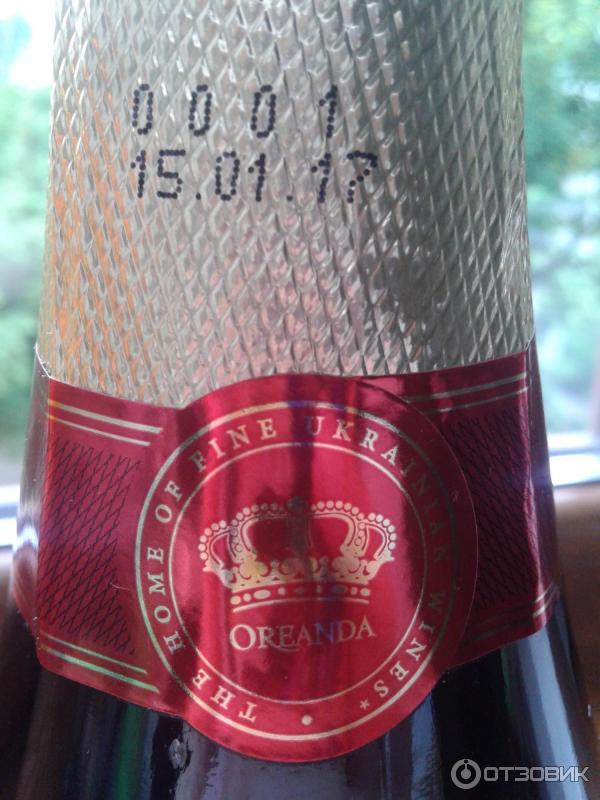 0001
15.01.17
THE HOME OF FINE UKRAINIAN WINES*
OREANDA
ОТЗОВИК